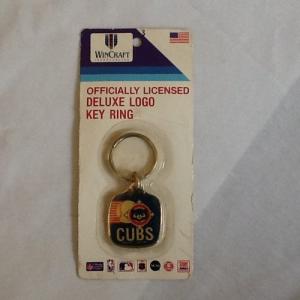 WINCRAFT
OFFICIALLY LICENSED
DELUXE LOGO
KEY RING
CUBS